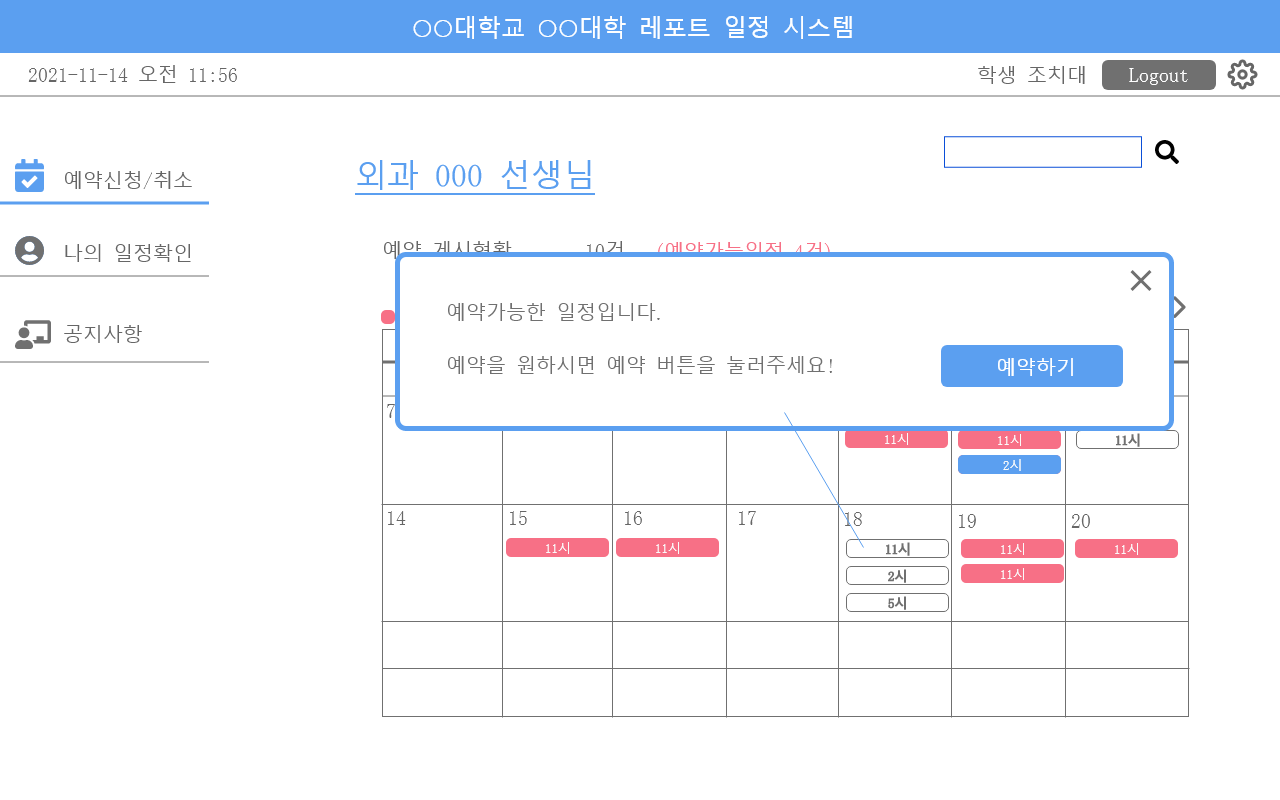 ○○대학교 ○○대학 레포트 일정 시스템
2021-11-14 오전 11:56
학생 조치대
Logout
예약신청/취소
나의 일정확인
공지사항
외과 000 선생님
예약 게시현황 10건 (예약가능일정 4건)
예약가능한 일정입니다.
예약을 원하시면 예약 버튼을 눌러주세요!
예약하기
7
11시 11시 11시
2시
14 15 16 17 18 19 20
11시 11시 11시 11시 11시
2시 11시
5시